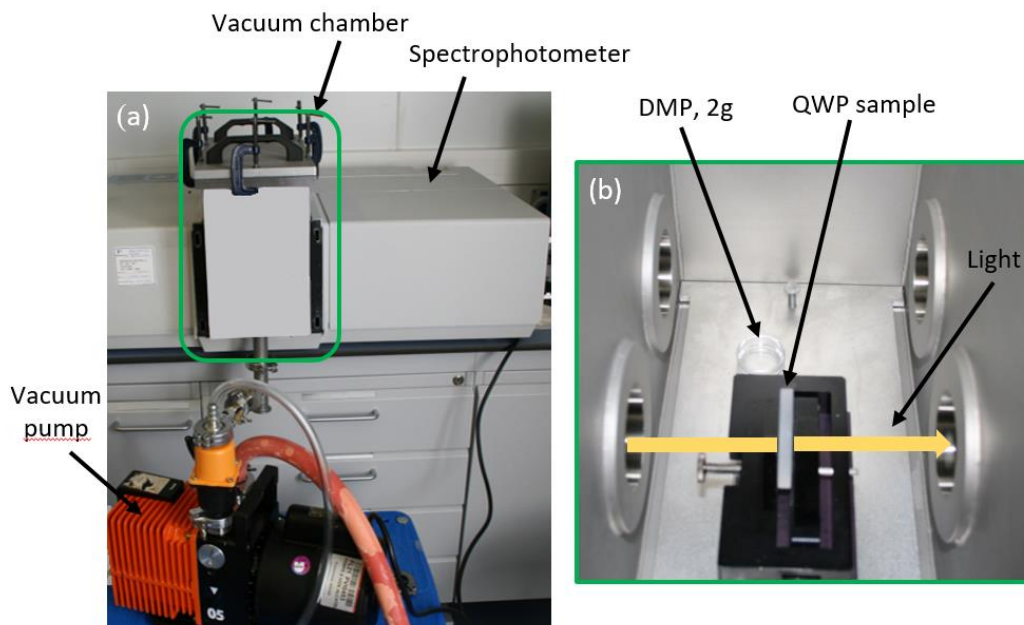 Vacuum chamber
Spectrophotometer
(a)
DMP, 2g
QWP sample
(b)
Light
Vacuum
pump
05